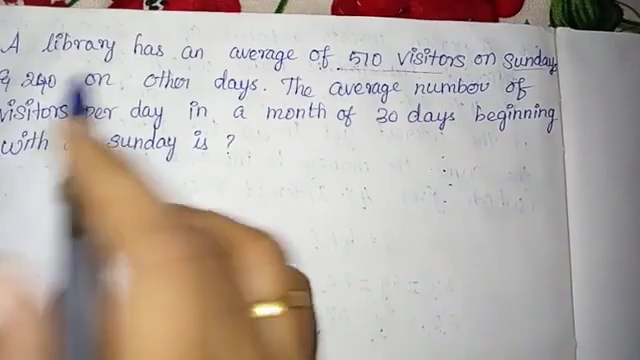 A library has an average of 510 visitors on Sunday
& 240 on other days. The average number of
visitors per day in a month of 30 days beginning
with a sunday is ?